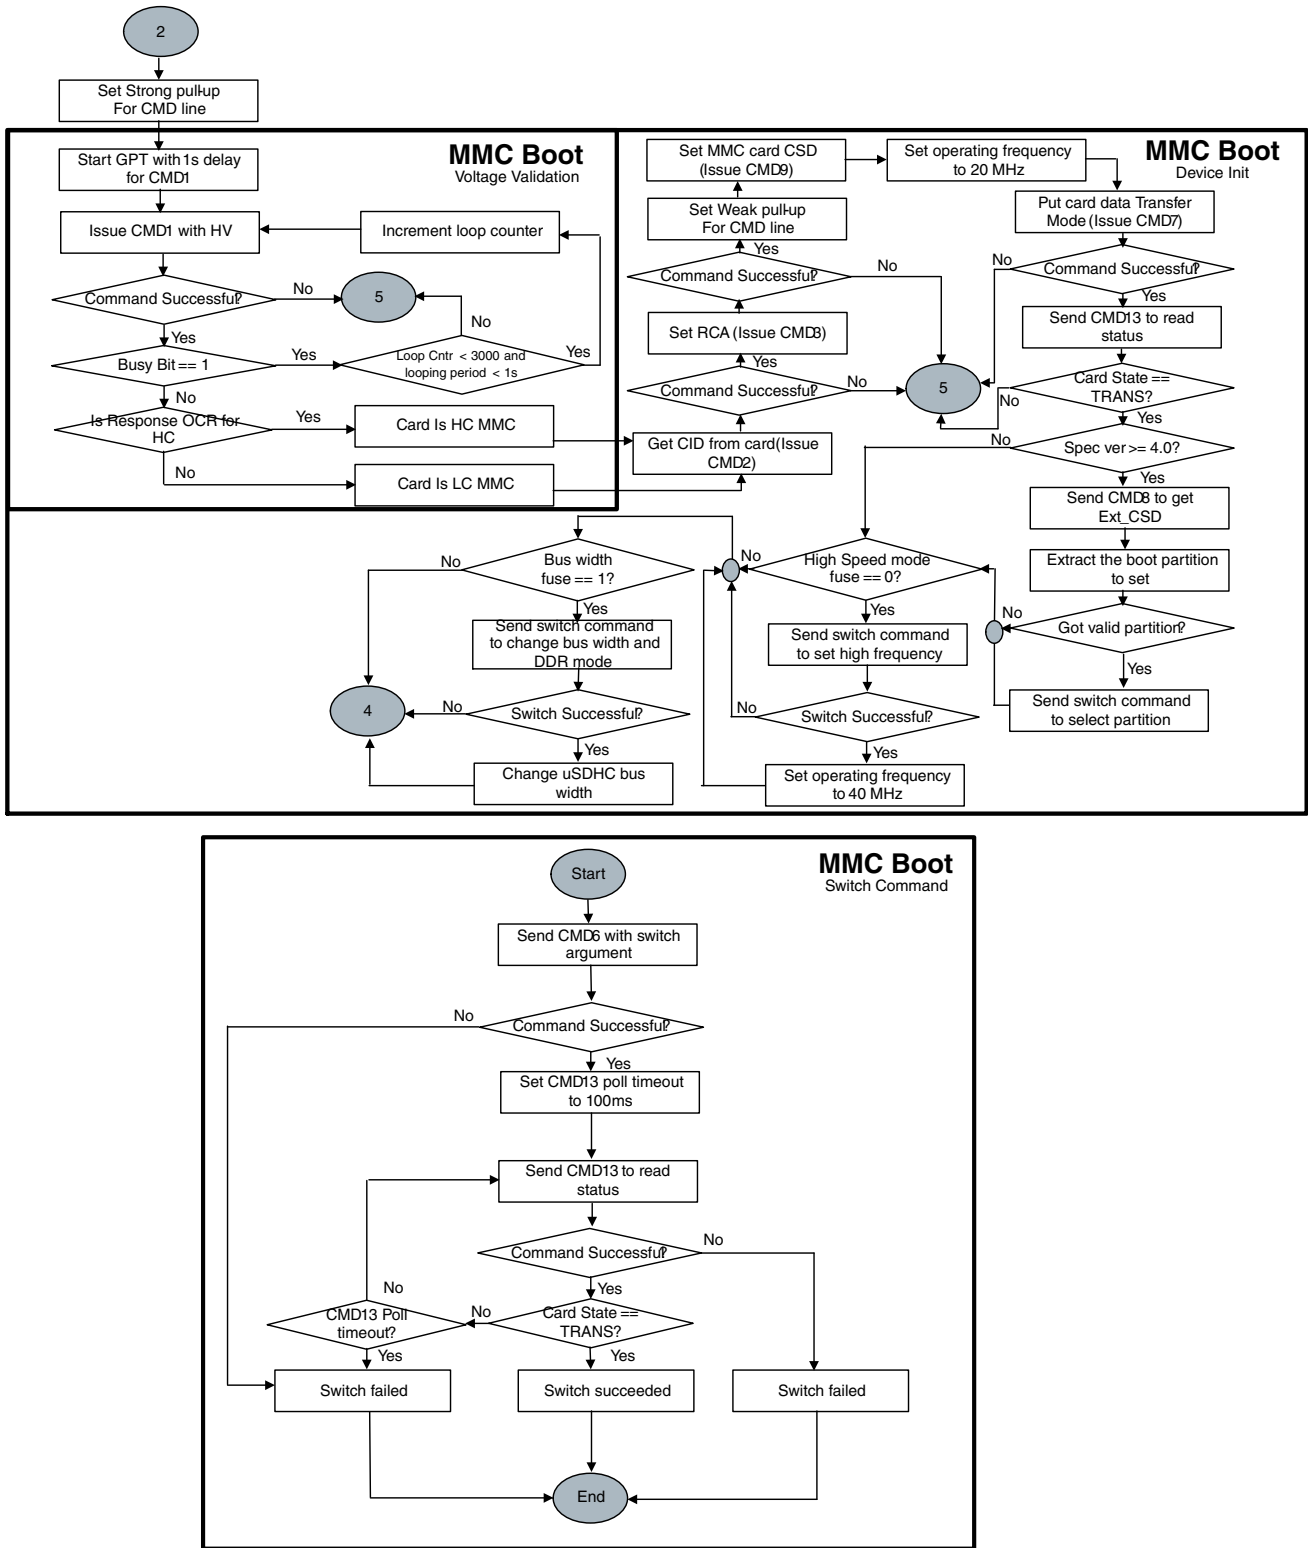 2
Set Strong pull-up
For CMD line
MMC Boot
Voltage Validation
Start GPT with 1s delay
for CMD1
Issue CMD1 with HV
Increment loop counter
Command Successful?
No
5
Yes
No
Busy Bit == 1
Yes
Loop Cntr < 3000 and
looping period < 1s
Yes
No
Is Response OCR for
HC
Yes
Card Is HC MMC
No
Card Is LC MMC
MMC Boot
Device Init
Set MMC card CSD
(Issue CMD9)
Set operating frequency
to 20 MHz
Put card data Transfer
Mode (Issue CMD7)
Set Weak pull-up
For CMD line
Yes
Command Successful?
No
No
Command Successful?
Yes
Set RCA (Issue CMD3)
Send CMD13 to read
status
Yes
Command Successful?
No
5
Card State ==
TRANS?
No
Yes
Get CID from card(Issue
CMD2)
No
Spec ver >= 4.0?
Yes
Send CMD8 to get
Ext_CSD
Extract the boot partition
to set
No
Got valid partition?
Yes
Send switch command
to select partition
No
High Speed mode
fuse == 0?
Yes
Send switch command
to set high frequency
No
Switch Successful?
Yes
Set operating frequency
to 40 MHz
No
Bus width
fuse == 1?
Yes
Send switch command
to change bus width and
DDR mode
4
No
Switch Successful?
Yes
Change uSDHC bus
width
MMC Boot
Switch Command
Start
Send CMD6 with switch
argument
No
Command Successful?
Yes
Set CMD13 poll timeout
to 100ms
Send CMD13 to read
status
Command Successful?
No
Yes
No
CMD13 Poll
timeout?
No
Card State ==
TRANS?
Yes
Yes
Switch failed
Switch succeeded
Switch failed
End